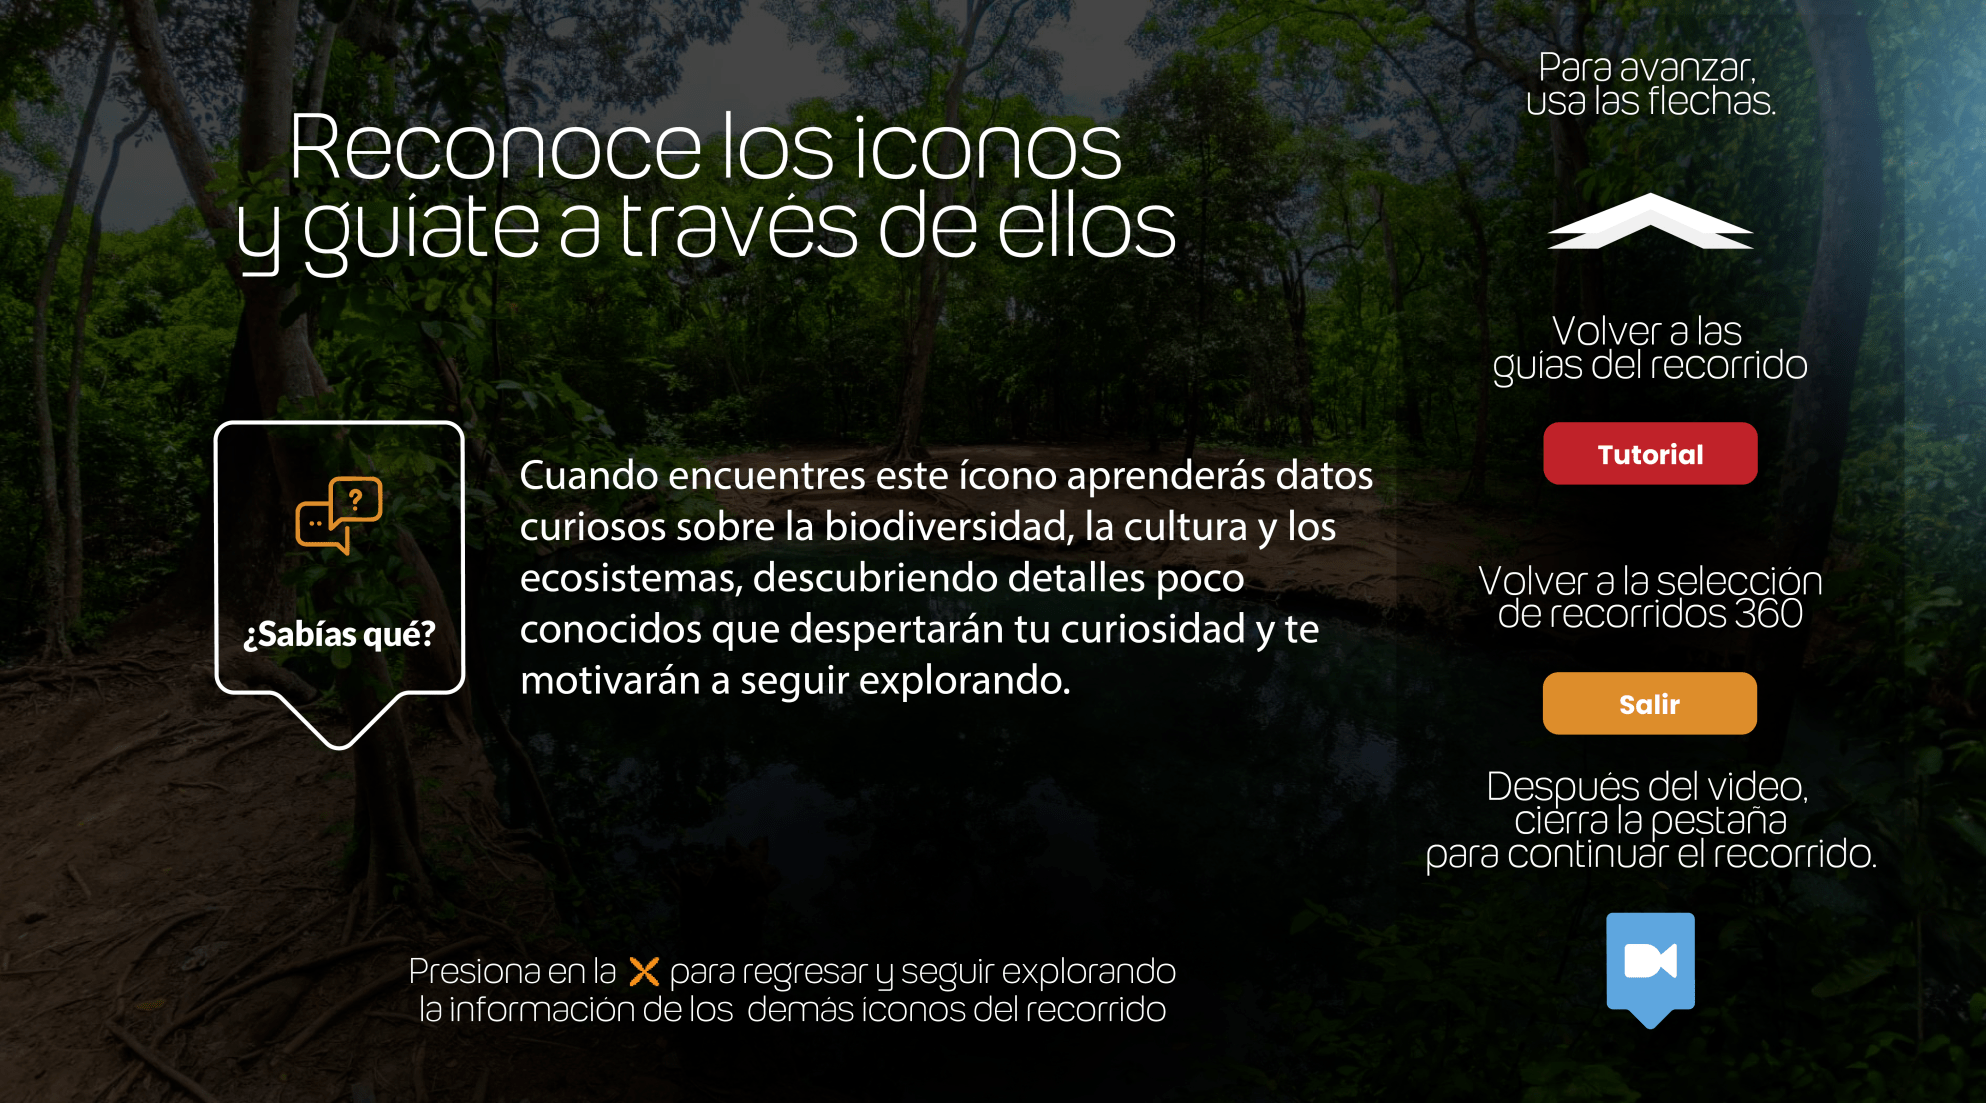 Reconoce los iconos
y guíate a través de ellos
¿Sabías qué?
Cuando encuentres este ícono aprenderás datos
curiosos sobre la biodiversidad, la cultura y los
ecosistemas, descubriendo detalles poco
conocidos que despertarán tu curiosidad y te
motivarán a seguir explorando.
Presiona en la X para regresar y seguir explorando
la información de los demás íconos del recorrido
Para avanzar,
usa las flechas.
Volver a las
guías del recorrido
Tutorial
Volver a la selección
de recorridos 360
Salir
Después del video,
cierra la pestaña
para continuar el recorrido.